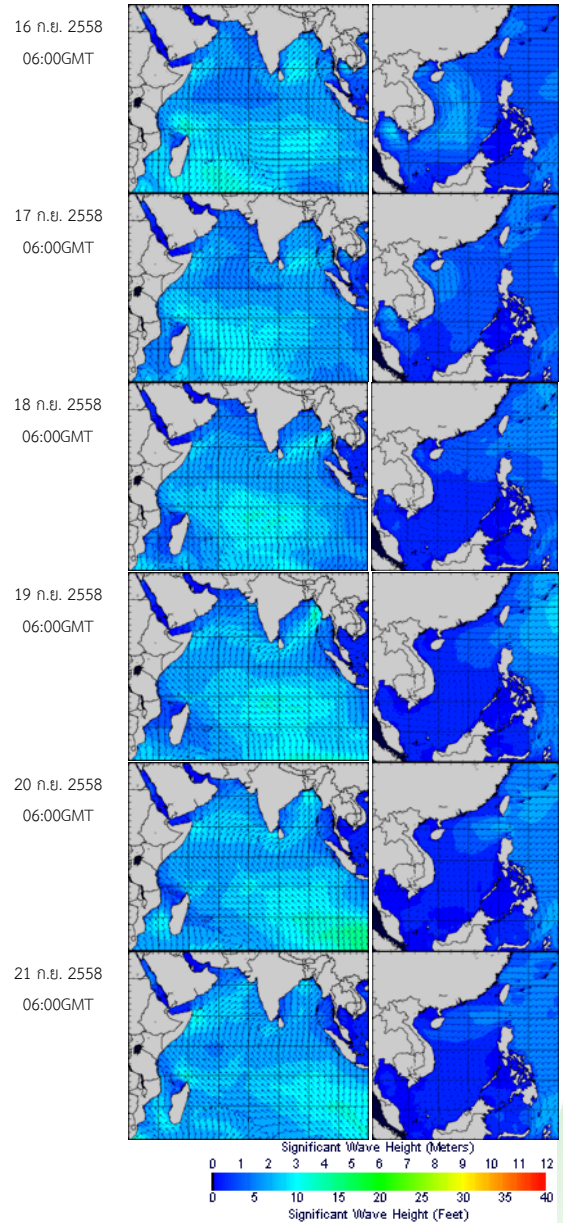 16 ก.ย. 2558
06:00GMT
17 ก.ย. 2558
06:00GMT
18 ก.ย. 2558
06:00GMT
19 ก.ย. 2558
06:00GMT
20 ก.ย. 2558
06:00GMT
21 ก.ย. 2558
06:00GMT
Significant Wave Height (Meters)
0 1 2 3 4 5 6 7 8 9 10 11 12
0 5 10 15 20 25 30 35 40
Significant Wave Height (Feet)